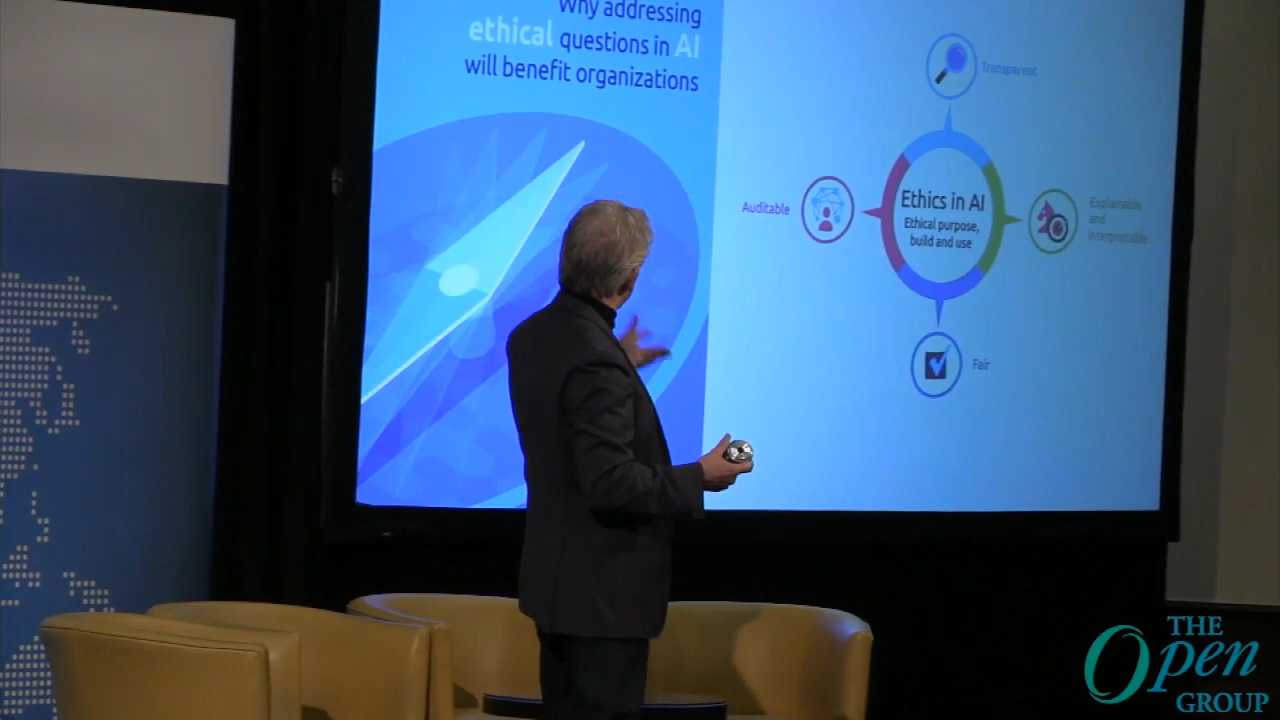 Why addressing
ethical questions in AI
will benefit organizations
Transparent
Auditable
Ethics in AI
Ethical purpose,
build and use
Explainable
and
interpretable
Fair
THE
Open
GROUP